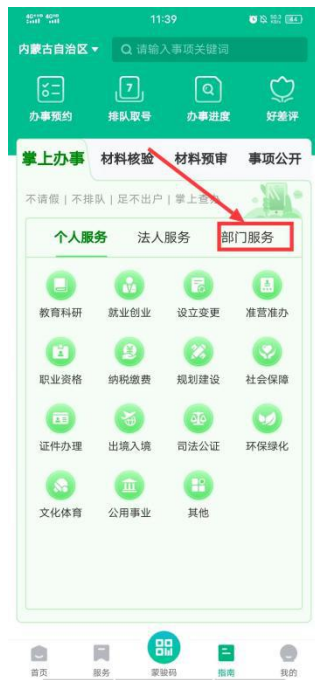 11:39
内蒙古自治区 请输入事项关键词
办事预约 排队取号 办事进度 好差评
掌上办事 材料核验 材料预审 事项公开
不请假 | 不排队 | 足不出户 | 掌上查办
个人服务 法人服务 部门服务
教育科研 就业创业 设立变更 准营准办
职业资格 纳税缴费 规划建设 社会保障
证件办理 出境入境 司法公证 环保绿化
文化体育 公用事业 其他
首页 服务 蒙骏码 指南 我的